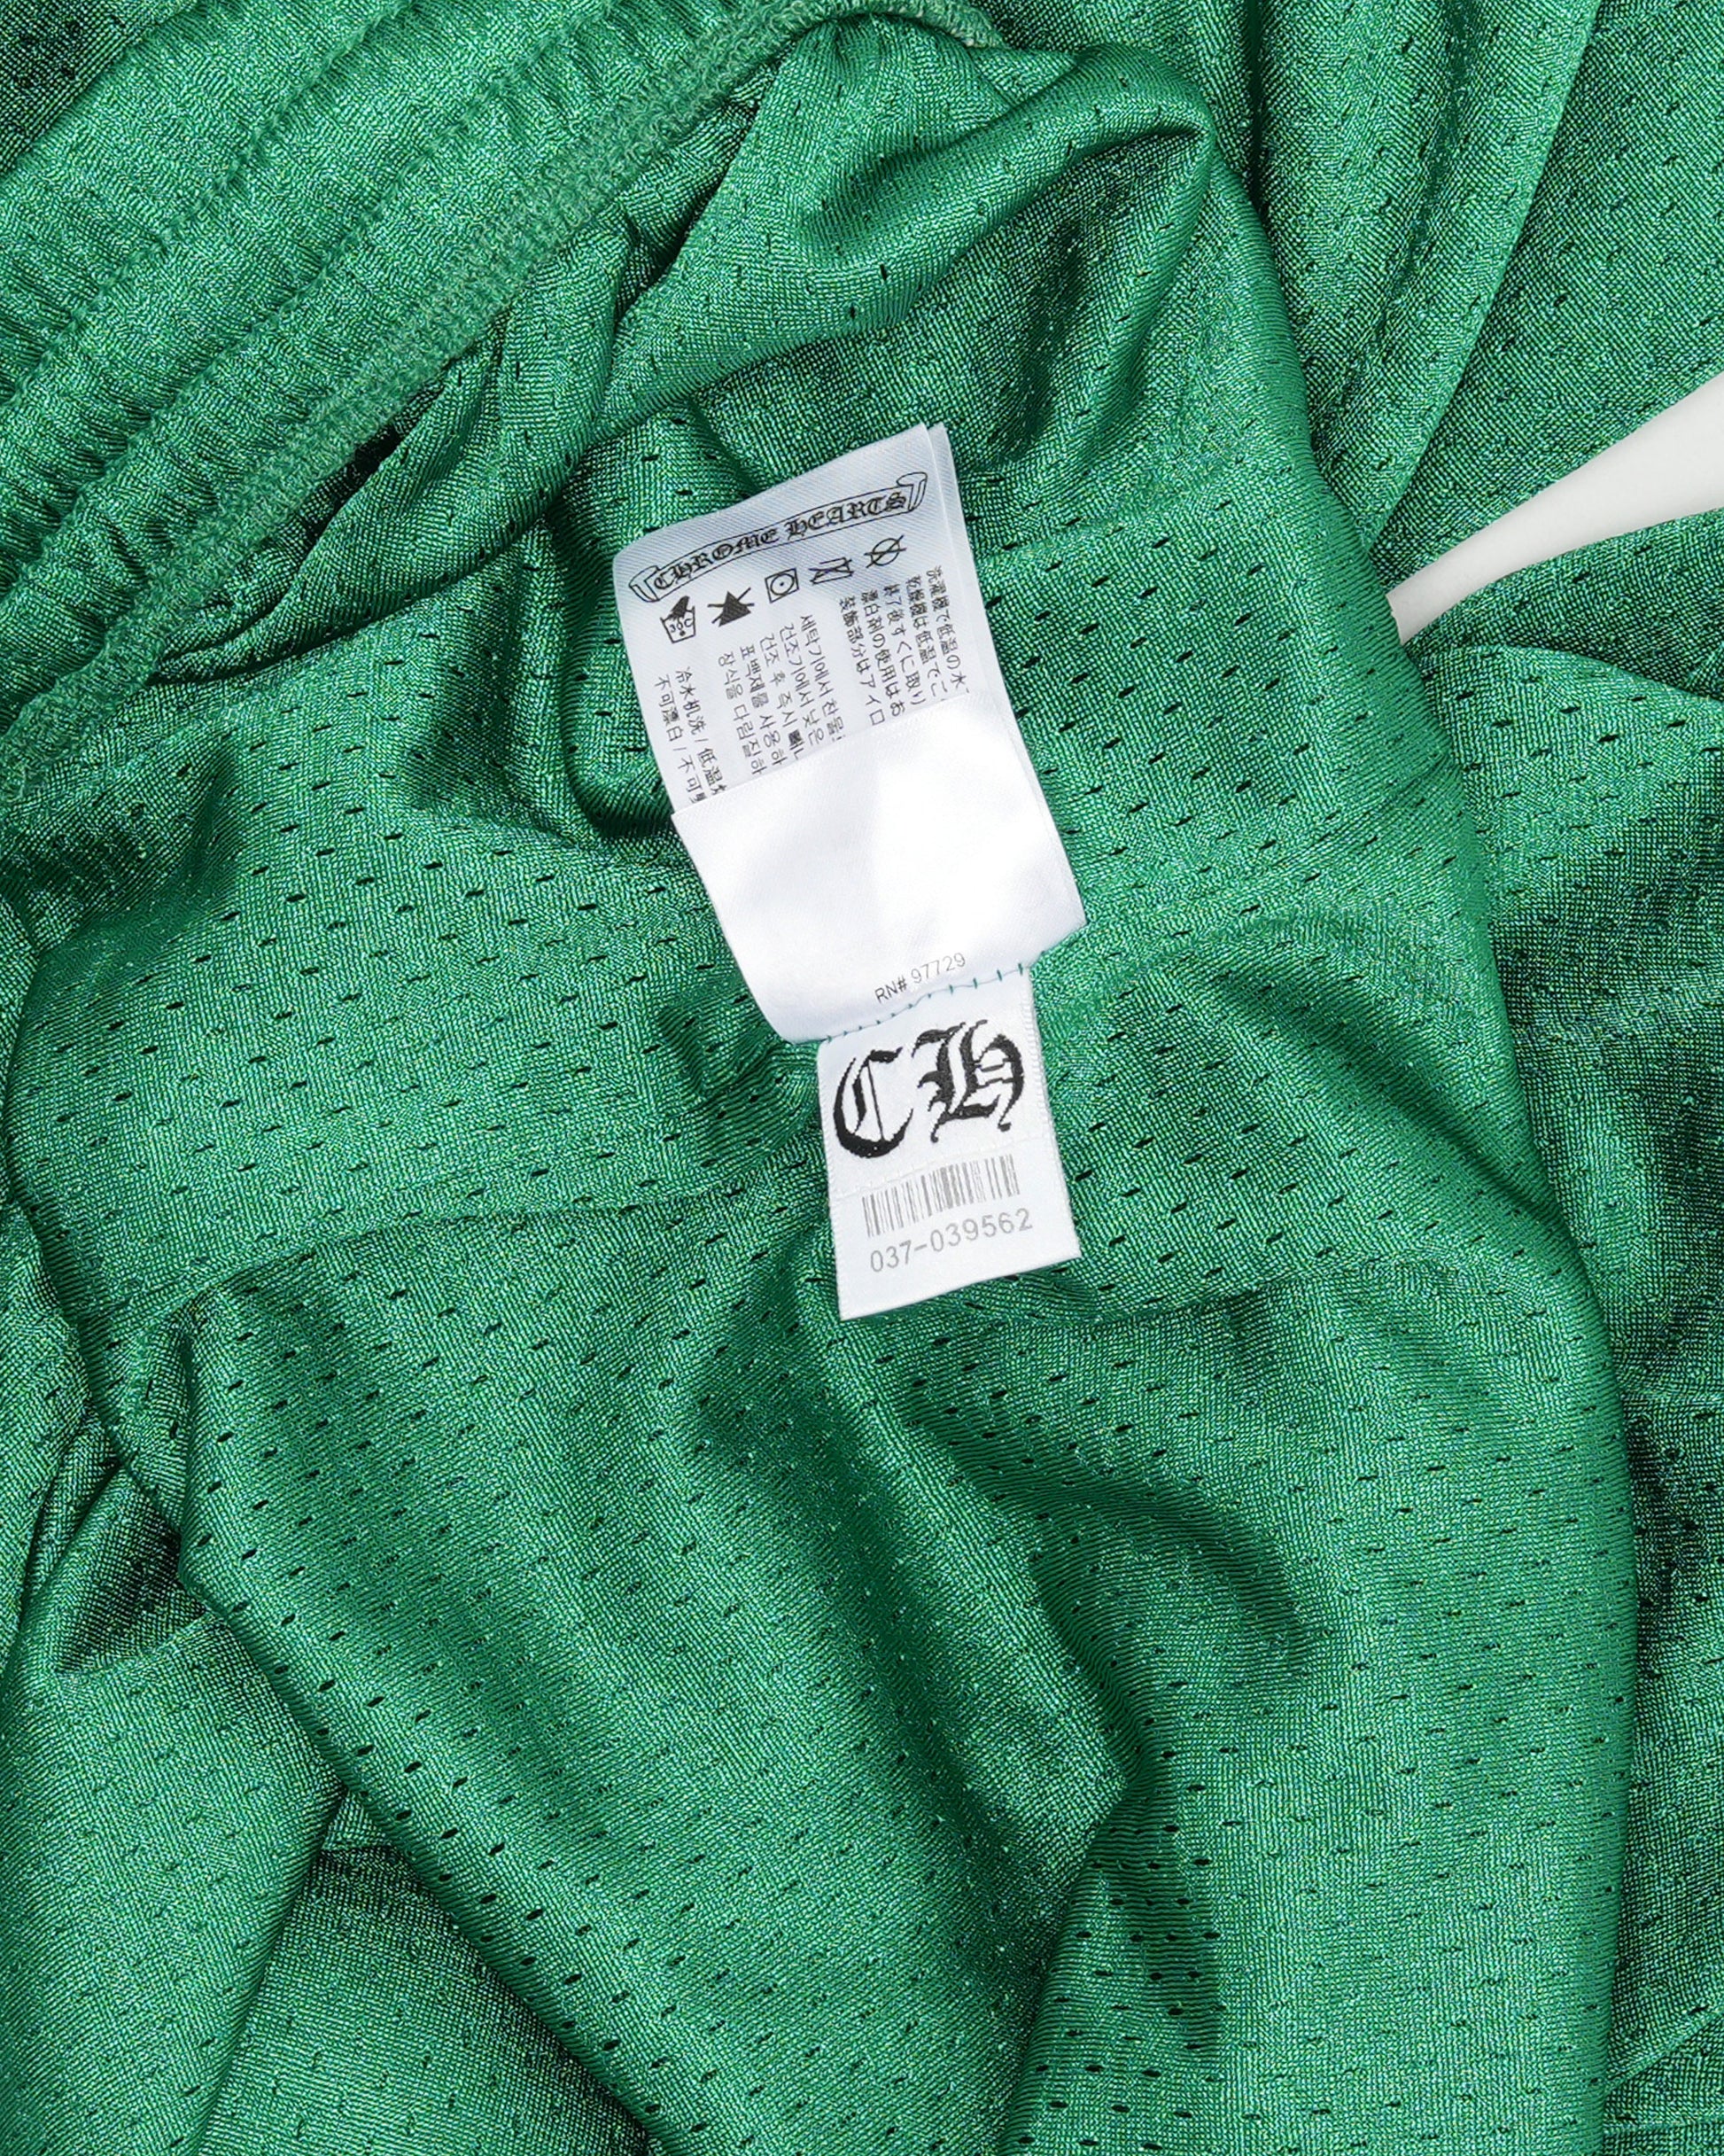 CHROME HEARTS
洗濯機で低温の水
乾燥機は低温でこ
終了後すぐに取り
漂白剤の使用はお
装飾部分はアイロ
세탁기에서 찬물
건조기에서 낮은
건조 후 즉시 빼
표백제를 사용 하
장식을 다림질하
冷水机洗 / 低温
不可漂白 / 不可
RN# 97729
CH
037-039562